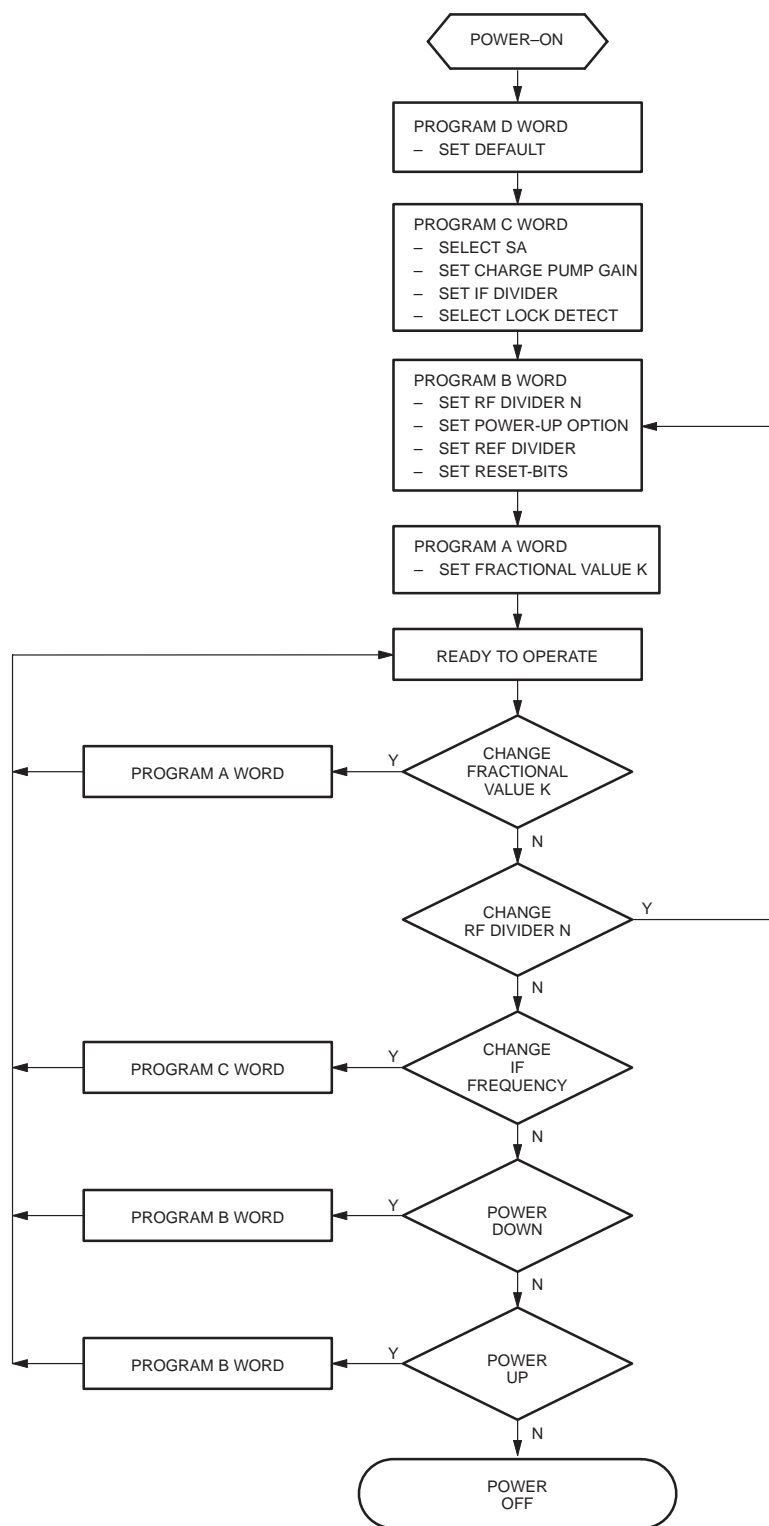 POWER–ON
PROGRAM D WORD
– SET DEFAULT
PROGRAM C WORD
– SELECT SA
– SET CHARGE PUMP GAIN
– SET IF DIVIDER
– SELECT LOCK DETECT
PROGRAM B WORD
– SET RF DIVIDER N
– SET POWER-UP OPTION
– SET REF DIVIDER
– SET RESET-BITS
PROGRAM A WORD
– SET FRACTIONAL VALUE K
READY TO OPERATE
PROGRAM A WORD
Y
CHANGE
FRACTIONAL
VALUE K
N
CHANGE
RF DIVIDER N
Y
N
PROGRAM C WORD
Y
CHANGE
IF
FREQUENCY
N
PROGRAM B WORD
Y
POWER
DOWN
N
PROGRAM B WORD
Y
POWER
UP
N
POWER
OFF